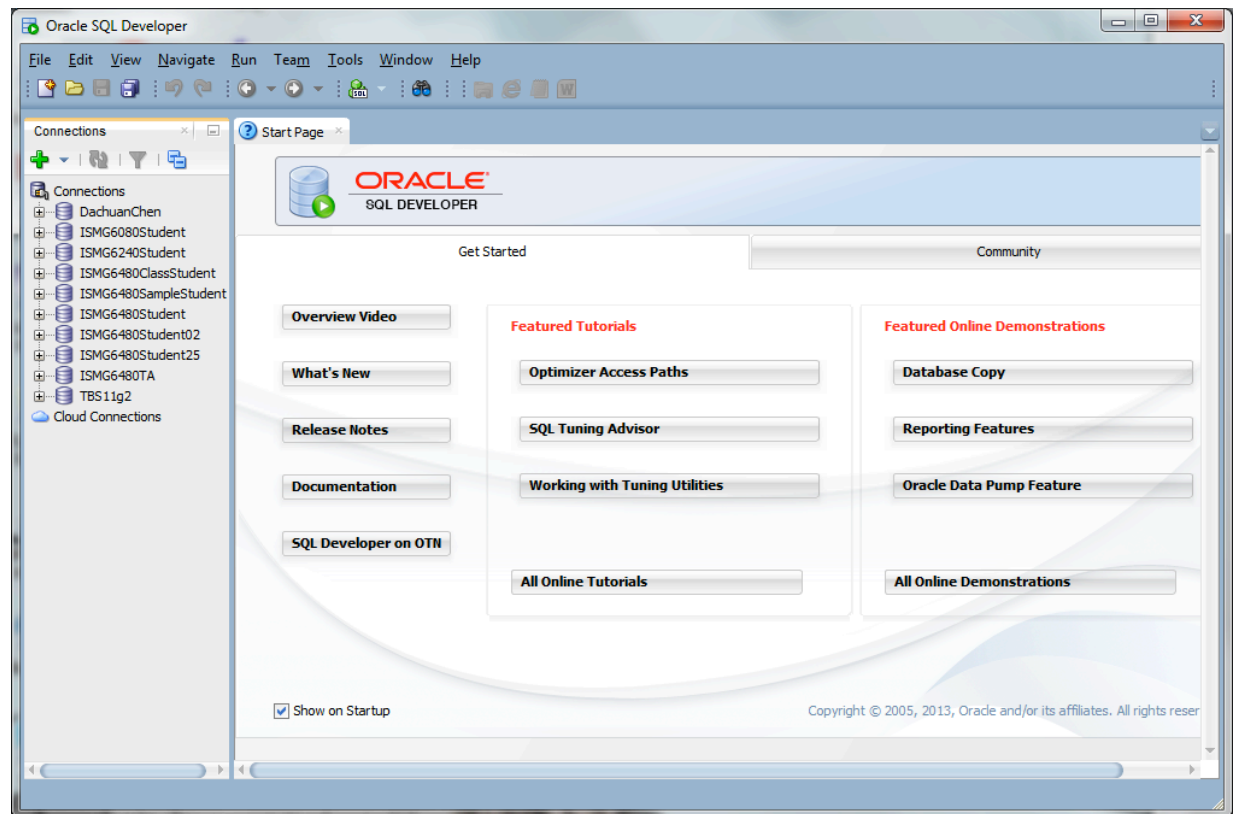 Oracle SQL Developer
File Edit View Navigate Run Team Tools Window Help
SQL
W
Connections
Start Page
Connections
DachuanChen
ISMG6080Student
ISMG6240Student
ISMG6480ClassStudent
ISMG6480SampleStudent
ISMG6480Student
ISMG6480Student02
ISMG6480Student25
ISMG6480TA
TBS11g2
Cloud Connections
ORACLE
SQL DEVELOPER
Get Started
Community
Overview Video
What's New
Release Notes
Documentation
SQL Developer on OTN
Featured Tutorials
Optimizer Access Paths
SQL Tuning Advisor
Working with Tuning Utilities
All Online Tutorials
Featured Online Demonstrations
Database Copy
Reporting Features
Oracle Data Pump Feature
All Online Demonstrations
Show on Startup
Copyright © 2005, 2013, Oracle and/or its affiliates. All rights reser